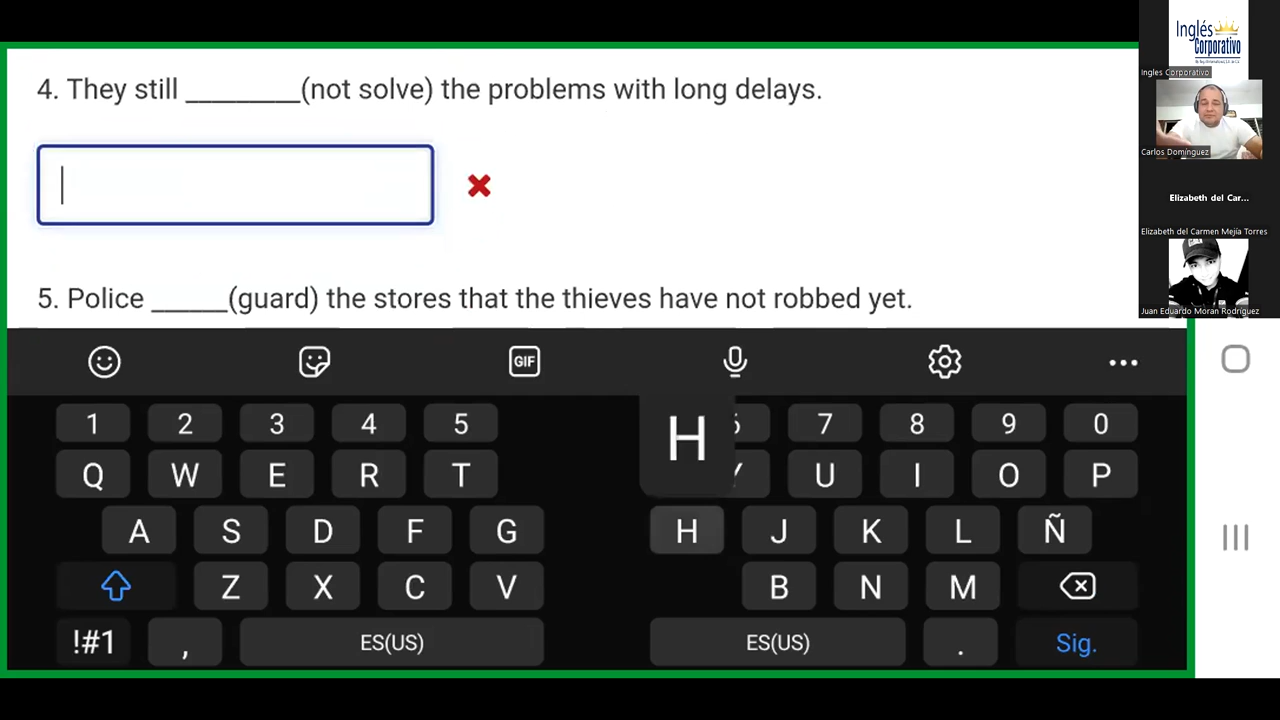 4. They still _________(not solve) the problems with long delays.
5. Police ______(guard) the stores that the thieves have not robbed yet.
Inglés
Corporativo
Ingles Corporativo
Carlos Domínguez
Elizabeth del Car...
Elizabeth del Carmen Mejía Torres
Juan Eduardo Moran Rodriguez
GIF
1 2 3 4 5 7 8 9 0
Q W E R T U I O P
H
A S D F G H J K L Ñ
Z X C V B N M
!#1 , ES(US) ES(US) . Sig.